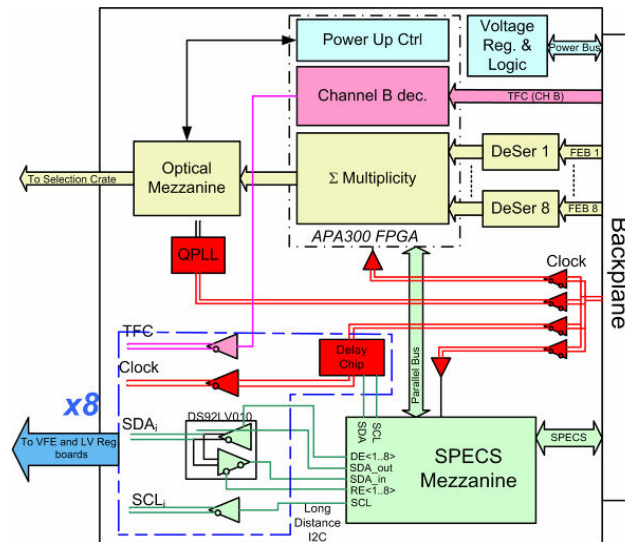 Power Up Ctrl
Voltage
Reg. &
Logic
Power Bus
Channel B dec.
TFC (CH B)
Optical
Mezzanine
Σ Multiplicity
DeSer 1
FEB 1
DeSer 8
FEB 8
To Selection Crate
APA300 FPGA
Backplane
QPLL
Clock
TFC
Delay
Chip
Parallel Bus
Clock
x8
SDA
SCL
DS92LV010
SDAi
To VFE and LV Reg.
boards
DE<1..8>
SDA_out
SDA_in
RE<1..8>
SCL
SPECS
Mezzanine
SPECS
SCLi
Long
Distance
I2C